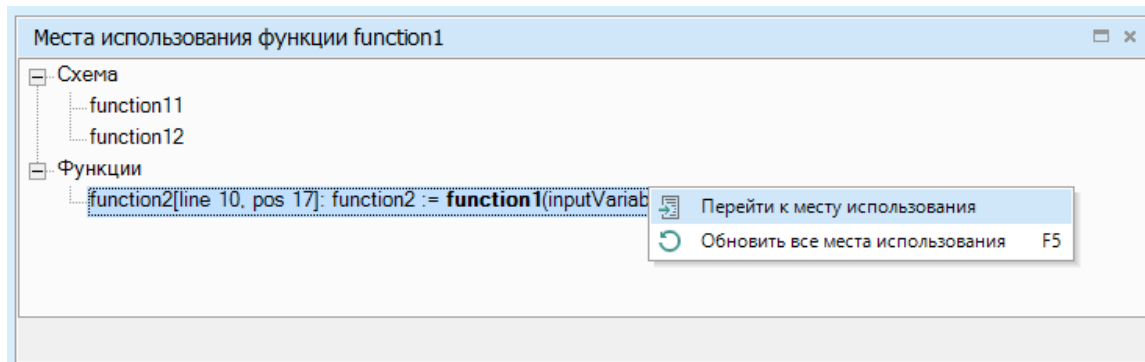 Места использования функции function1
Схема
function11
function12
Функции
function2[line 10, pos 17]: function2 := function1(inputVariab
Перейти к месту использования
Обновить все места использования F5